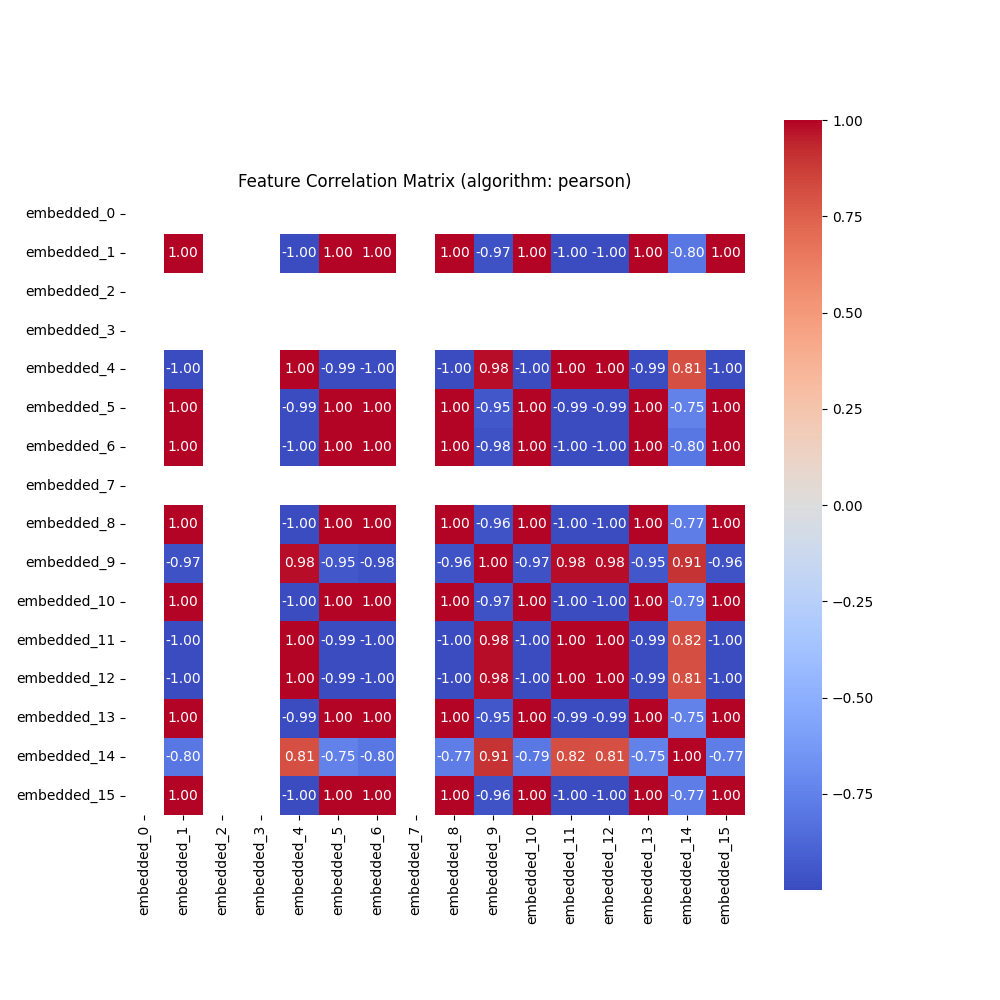 Feature Correlation Matrix (algorithm: pearson)
embedded_0
embedded_1 1.00 -1.00 1.00 1.00 1.00 -0.97 1.00 -1.00 -1.00 1.00 -0.80 1.00
embedded_2
embedded_3
embedded_4 -1.00 1.00 -0.99 -1.00 -1.00 0.98 -1.00 1.00 1.00 -0.99 0.81 -1.00
embedded_5 1.00 -0.99 1.00 1.00 1.00 -0.95 1.00 -0.99 -0.99 1.00 -0.75 1.00
embedded_6 1.00 -1.00 1.00 1.00 1.00 -0.98 1.00 -1.00 -1.00 1.00 -0.80 1.00
embedded_7
embedded_8 1.00 -1.00 1.00 1.00 1.00 -0.96 1.00 -1.00 -1.00 1.00 -0.77 1.00
embedded_9 -0.97 0.98 -0.95 -0.98 -0.96 1.00 -0.97 0.98 0.98 -0.95 0.91 -0.96
embedded_10 1.00 -1.00 1.00 1.00 1.00 -0.97 1.00 -1.00 -1.00 1.00 -0.79 1.00
embedded_11 -1.00 1.00 -0.99 -1.00 -1.00 0.98 -1.00 1.00 1.00 -0.99 0.82 -1.00
embedded_12 -1.00 1.00 -0.99 -1.00 -1.00 0.98 -1.00 1.00 1.00 -0.99 0.81 -1.00
embedded_13 1.00 -0.99 1.00 1.00 1.00 -0.95 1.00 -0.99 -0.99 1.00 -0.75 1.00
embedded_14 -0.80 0.81 -0.75 -0.80 -0.77 0.91 -0.79 0.82 0.81 -0.75 1.00 -0.77
embedded_15 1.00 -1.00 1.00 1.00 1.00 -0.96 1.00 -1.00 -1.00 1.00 -0.77 1.00
embedded_0
embedded_1
embedded_2
embedded_3
embedded_4
embedded_5
embedded_6
embedded_7
embedded_8
embedded_9
embedded_10
embedded_11
embedded_12
embedded_13
embedded_14
embedded_15
1.00
0.75
0.50
0.25
0.00
−0.25
−0.50
−0.75